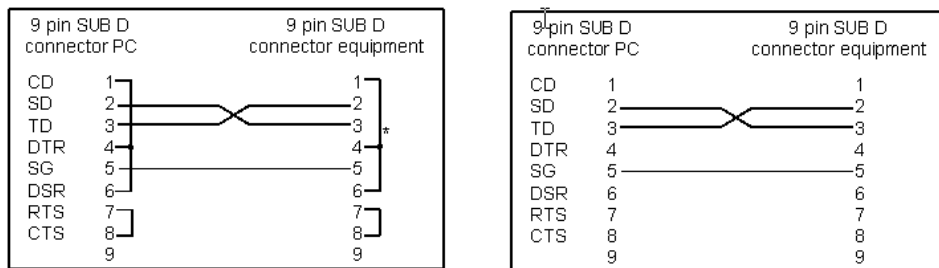 9 pin SUB D 9 pin SUB D
connector PC connector equipment
CD 1 1
SD 2 2
TD 3 3
*
DTR 4 4
SG 5 5
DSR 6 6
RTS 7 7
CTS 8 8
9 9
9 pin SUB D 9 pin SUB D
connector PC connector equipment
CD 1 1
SD 2 2
TD 3 3
DTR 4 4
SG 5 5
DSR 6 6
RTS 7 7
CTS 8 8
9 9